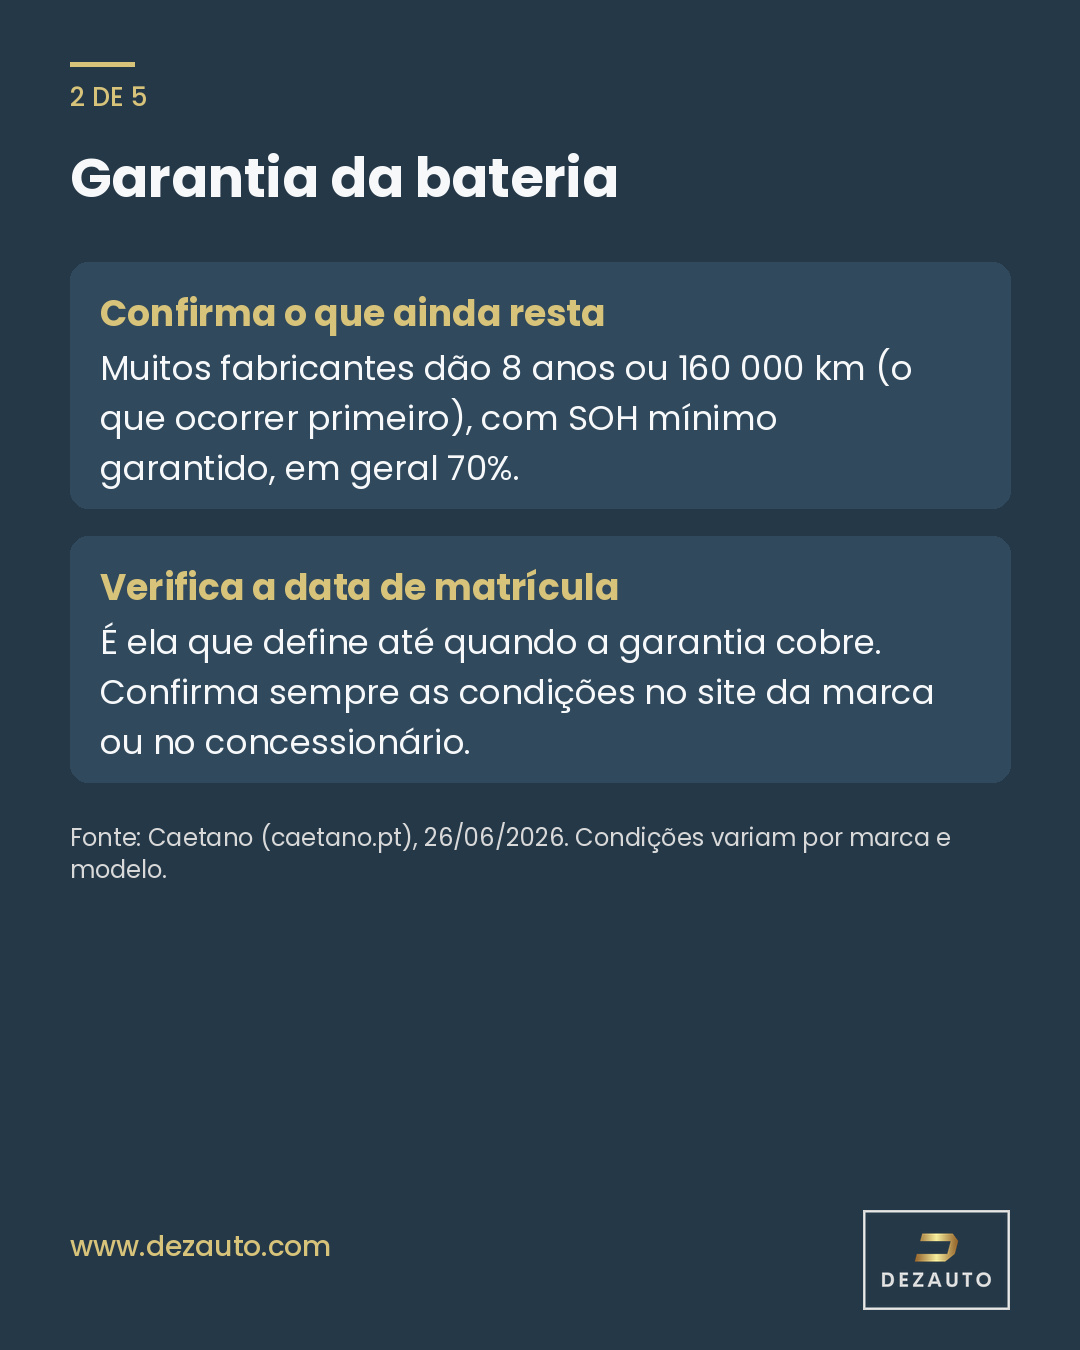 2 DE 5
Garantia da bateria
Confirma o que ainda resta
Muitos fabricantes dão 8 anos ou 160 000 km (o
que ocorrer primeiro), com SOH mínimo
garantido, em geral 70%.
Verifica a data de matrícula
É ela que define até quando a garantia cobre.
Confirma sempre as condições no site da marca
ou no concessionário.
Fonte: Caetano (caetano.pt), 26/06/2026. Condições variam por marca e
modelo.
www.dezauto.com
DEZAUTO